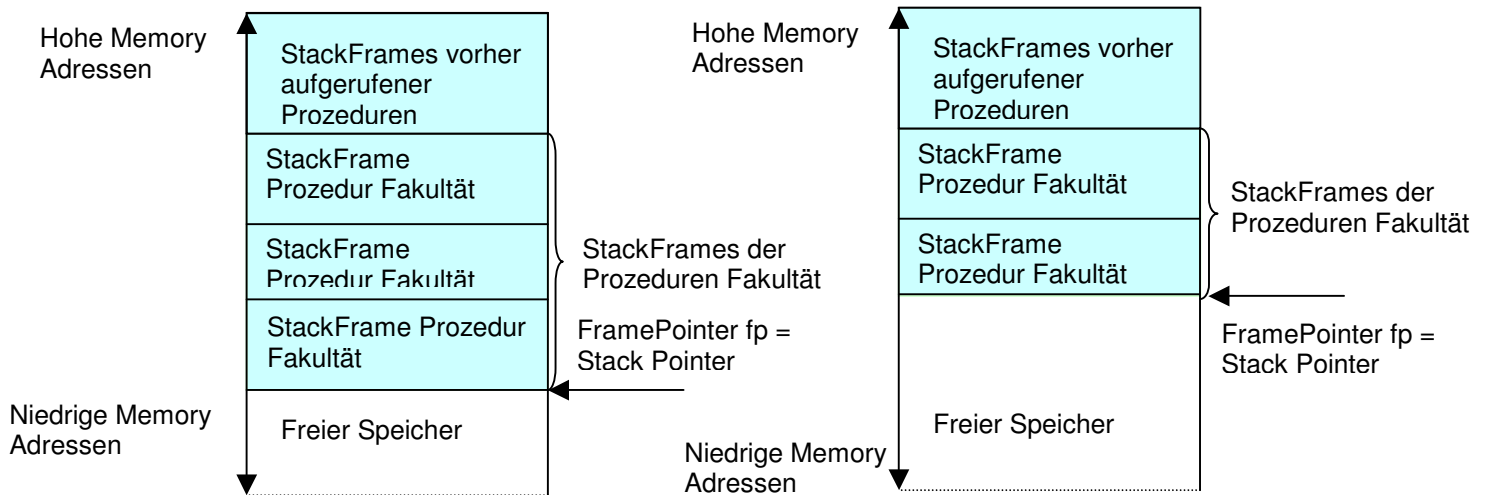 Hohe Memory
Adressen
StackFrames vorher
aufgerufener
Prozeduren
StackFrame
Prozedur Fakultät
StackFrame
Prozedur Fakultät
StackFrame Prozedur
Fakultät
StackFrames der
Prozeduren Fakultät
FramePointer fp =
Stack Pointer
Niedrige Memory
Adressen
Freier Speicher
Hohe Memory
Adressen
StackFrames vorher
aufgerufener
Prozeduren
StackFrame
Prozedur Fakultät
StackFrame
Prozedur Fakultät
StackFrames der
Prozeduren Fakultät
FramePointer fp =
Stack Pointer
Freier Speicher
Niedrige Memory
Adressen